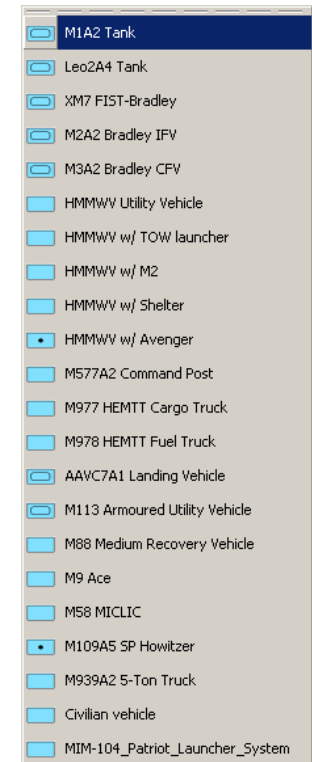 M1A2 Tank
Leo2A4 Tank
XM7 FIST-Bradley
M2A2 Bradley IFV
M3A2 Bradley CFV
HMMWV Utility Vehicle
HMMWV w/ TOW launcher
HMMWV w/ M2
HMMWV w/ Shelter
HMMWV w/ Avenger
M577A2 Command Post
M977 HEMTT Cargo Truck
M978 HEMTT Fuel Truck
AAVC7A1 Landing Vehicle
M113 Armoured Utility Vehicle
M88 Medium Recovery Vehicle
M9 Ace
M58 MICLIC
M109A5 SP Howitzer
M939A2 5-Ton Truck
Civilian vehicle
MIM-104_Patriot_Launcher_System